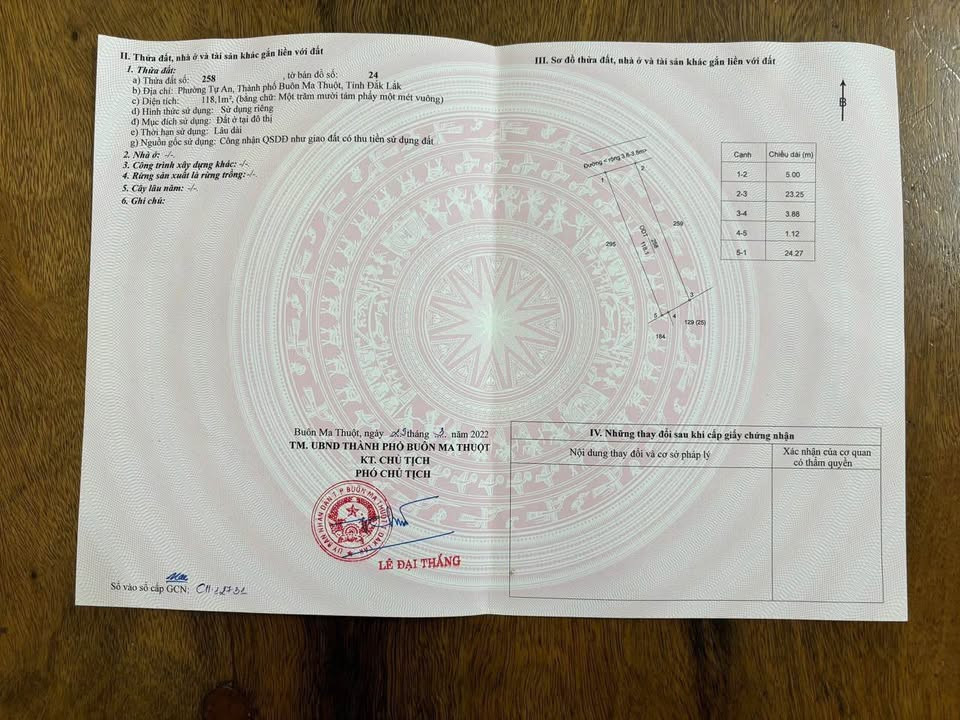 II. Thửa đất, nhà ở và tài sản khác gắn liền với đất
1. Thửa đất:
a) Thửa đất số: 258 , tờ bản đồ số: 24
b) Địa chỉ: Phường Tự An, Thành phố Buôn Ma Thuột, Tỉnh Đắk Lắk
c) Diện tích: 118,1m², (bằng chữ: Một trăm mười tám phẩy một mét vuông)
d) Hình thức sử dụng: Sử dụng riêng
đ) Mục đích sử dụng: Đất ở tại đô thị
e) Thời hạn sử dụng: Lâu dài
g) Nguồn gốc sử dụng: Công nhận QSDĐ như giao đất có thu tiền sử dụng đất
2. Nhà ở: -/-
3. Công trình xây dựng khác: -/-
4. Rừng sản xuất là rừng trồng: -/-
5. Cây lâu năm: -/-
6. Ghi chú:
Buôn Ma Thuột, ngày tháng năm 2022
TM. UBND THÀNH PHỐ BUÔN MA THUỘT
KT. CHỦ TỊCH
PHÓ CHỦ TỊCH
LÊ ĐẠI THẮNG
Số vào sổ cấp GCN:
III. Sơ đồ thửa đất, nhà ở và tài sản khác gắn liền với đất
B
Đường
1
2
259
295
ODT 258
118,1
3
5
4
129 (25)
184
Cạnh Chiều dài (m)
1-2 5.00
2-3 23.25
3-4 3.88
4-5 1.12
5-1 24.27
IV. Những thay đổi sau khi cấp giấy chứng nhận
Nội dung thay đổi và cơ sở pháp lý
Xác nhận của cơ quan
có thẩm quyền